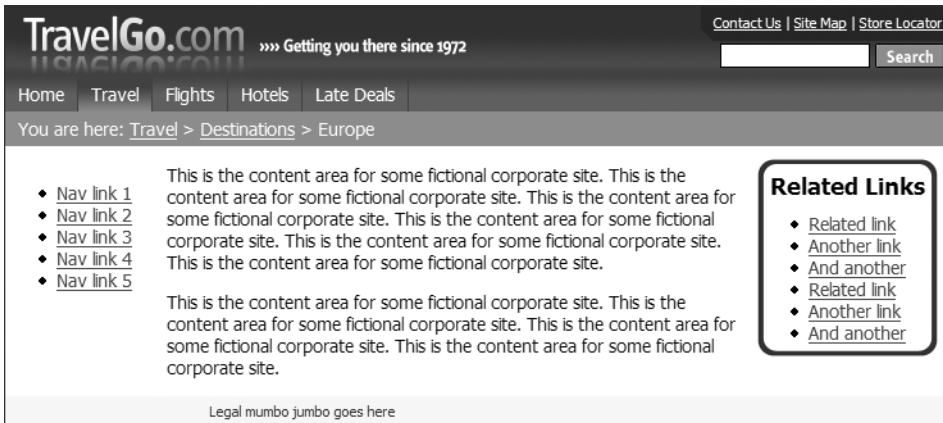 TravelGo.com »»» Getting you there since 1972
Contact Us | Site Map | Store Locator
Search
Home Travel Flights Hotels Late Deals
You are here: Travel > Destinations > Europe
Nav link 1
Nav link 2
Nav link 3
Nav link 4
Nav link 5
This is the content area for some fictional corporate site. This is the
content area for some fictional corporate site. This is the content area for
some fictional corporate site. This is the content area for some fictional
corporate site. This is the content area for some fictional corporate site.
This is the content area for some fictional corporate site.
This is the content area for some fictional corporate site. This is the
content area for some fictional corporate site. This is the content area for
some fictional corporate site. This is the content area for some fictional
corporate site.
Related Links
Related link
Another link
And another
Related link
Another link
And another
Legal mumbo jumbo goes here